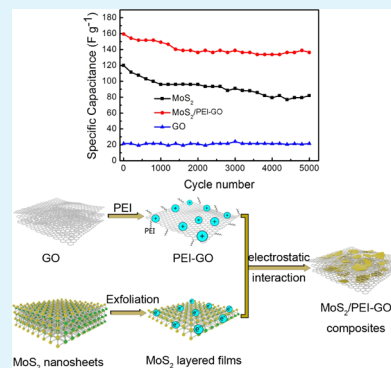 Specific Capacitance (F g⁻¹)
180
160
140
120
100
80
60
40
20
0
MoS₂
MoS₂/PEI-GO
GO
0 1000 2000 3000 4000 5000
Cycle number
PEI
PEI
GO
PEI-GO
electrostatic
interaction
Exfoliation
MoS₂/PEI-GO
composites
MoS₂ nanosheets
MoS₂ layered films